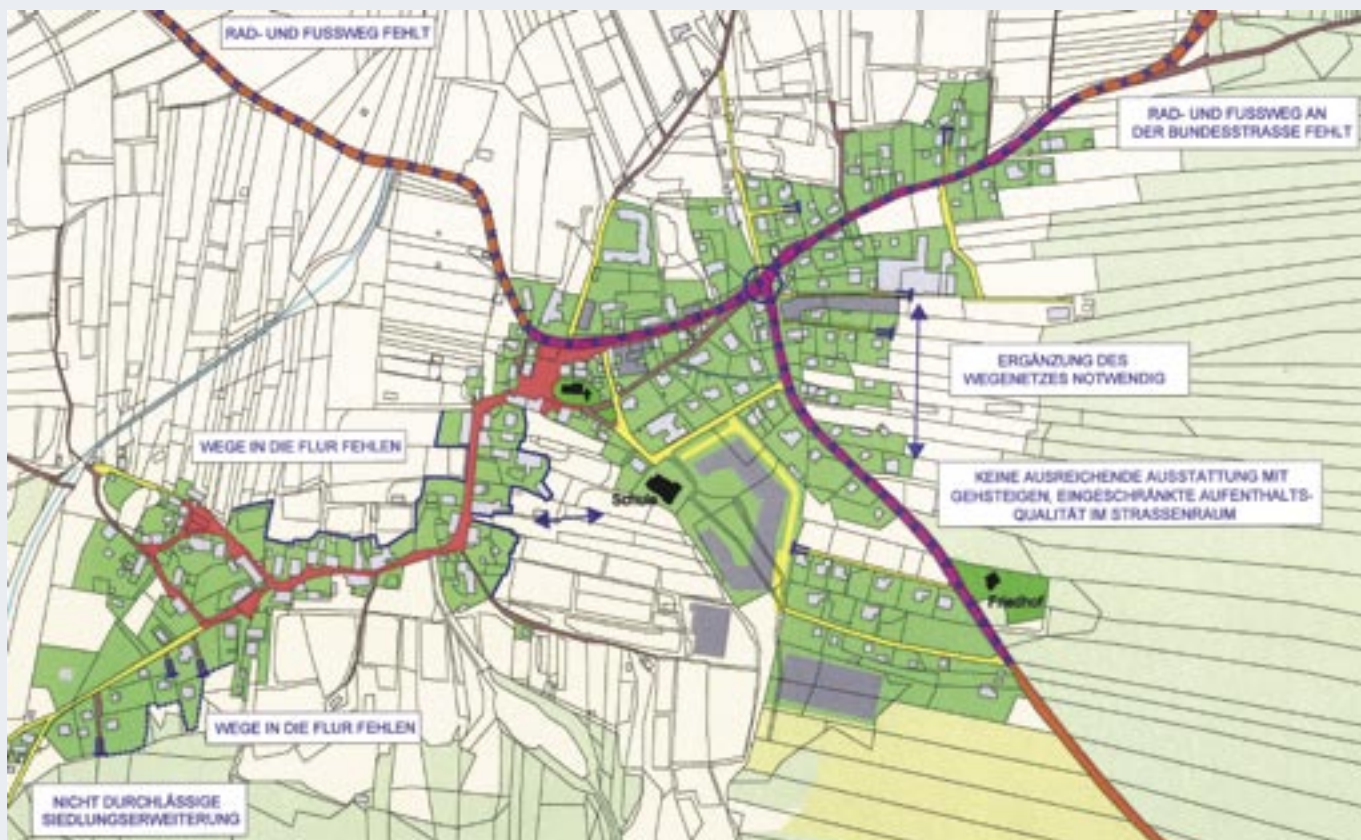 RAD- UND FUSSWEG FEHLT
RAD- UND FUSSWEG AN
DER BUNDESSTRASSE FEHLT
ERGÄNZUNG DES
WEGENETZES NOTWENDIG
WEGE IN DIE FLUR FEHLEN
KEINE AUSREICHENDE AUSSTATTUNG MIT
GEHSTEIGEN, EINGESCHRÄNKTE AUFENTHALTS-
QUALITÄT IM STRASSENRAUM
Schule
Friedhof
WEGE IN DIE FLUR FEHLEN
NICHT DURCHLÄSSIGE
SIEDLUNGSERWEITERUNG